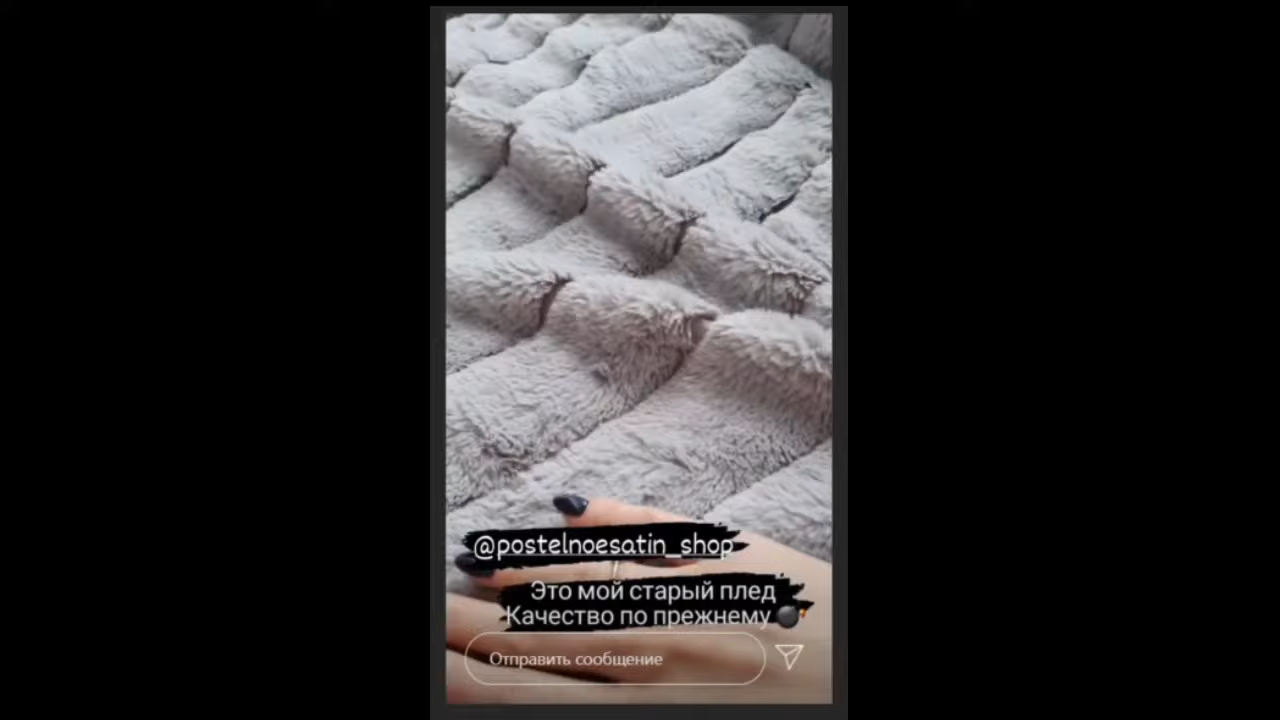 @postelnoesatin_shop
Это мой старый плед
Качество по прежнему 💣
Отправить сообщение